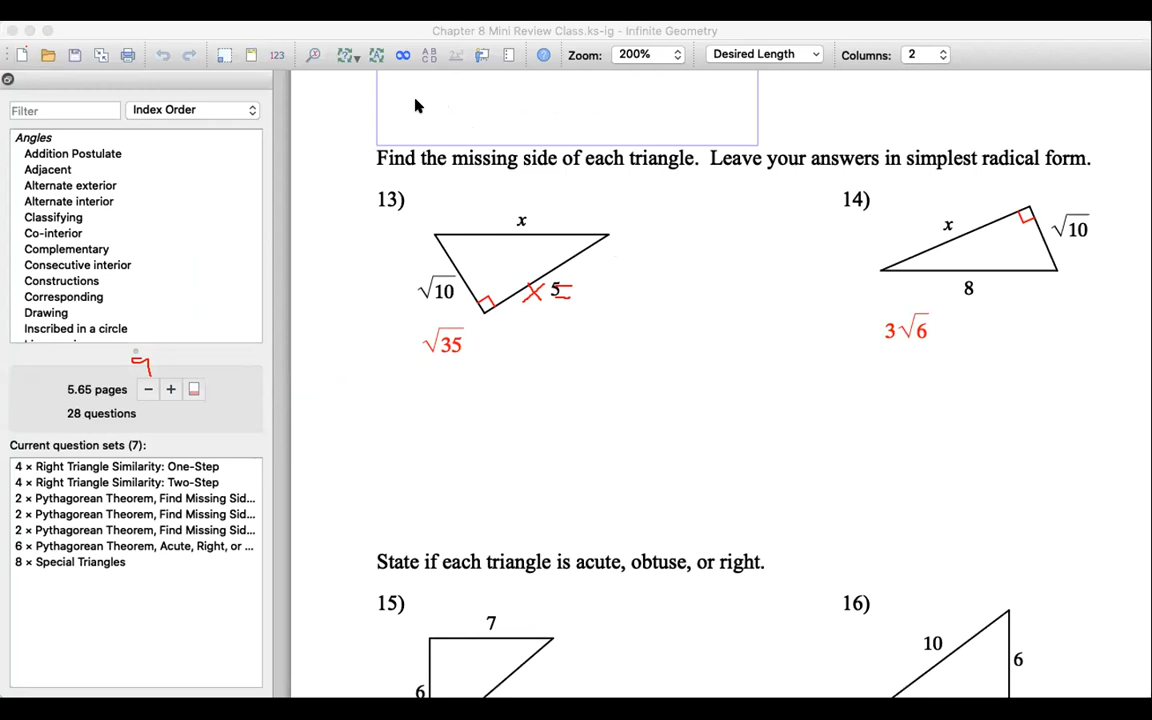 Chapter 8 Mini Review Class.ks-ig - Infinite Geometry
123
A B
C D
Zoom: 200% Desired Length Columns: 2
Filter Index Order
Angles
Addition Postulate
Adjacent
Alternate exterior
Alternate interior
Classifying
Co-interior
Complementary
Consecutive interior
Constructions
Corresponding
Drawing
Inscribed in a circle
5.65 pages − +
28 questions
Current question sets (7):
4 × Right Triangle Similarity: One-Step
4 × Right Triangle Similarity: Two-Step
2 × Pythagorean Theorem, Find Missing Sid...
2 × Pythagorean Theorem, Find Missing Sid...
2 × Pythagorean Theorem, Find Missing Sid...
6 × Pythagorean Theorem, Acute, Right, or ...
8 × Special Triangles
Find the missing side of each triangle. Leave your answers in simplest radical form.
13)
x
√10
5
x =
√35
14)
x
√10
8
3√6
State if each triangle is acute, obtuse, or right.
15)
7
6
16)
10
6